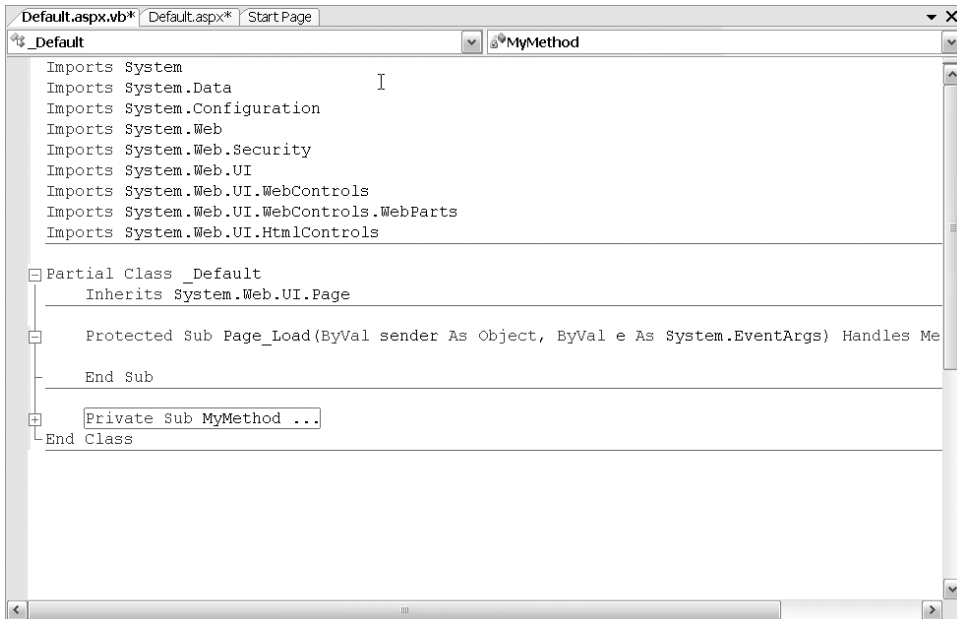 Default.aspx.vb* Default.aspx* Start Page
_Default MyMethod
Imports System
Imports System.Data
Imports System.Configuration
Imports System.Web
Imports System.Web.Security
Imports System.Web.UI
Imports System.Web.UI.WebControls
Imports System.Web.UI.WebControls.WebParts
Imports System.Web.UI.HtmlControls
Partial Class _Default
Inherits System.Web.UI.Page
Protected Sub Page_Load(ByVal sender As Object, ByVal e As System.EventArgs) Handles Me
End Sub
Private Sub MyMethod ...
End Class